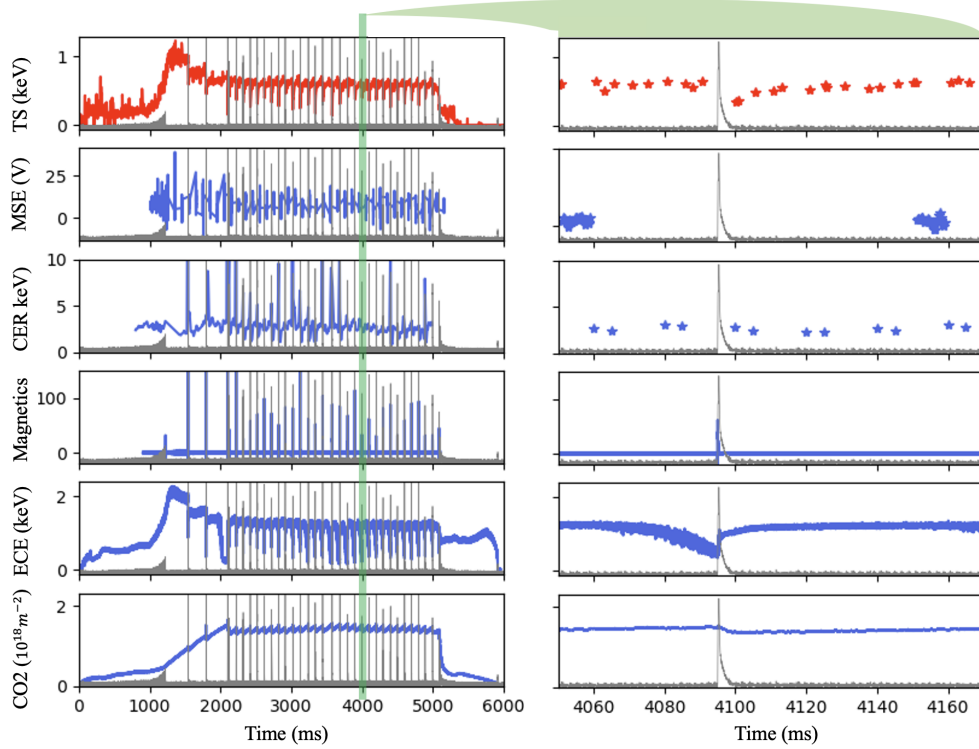 TS (keV)
1
0
MSE (V)
25
0
CER keV)
10
5
0
Magnetics
100
0
ECE (keV)
2
0
CO2 (10¹⁸m⁻²)
2
0
0 1000 2000 3000 4000 5000 6000
4060 4080 4100 4120 4140 4160
Time (ms)
Time (ms)